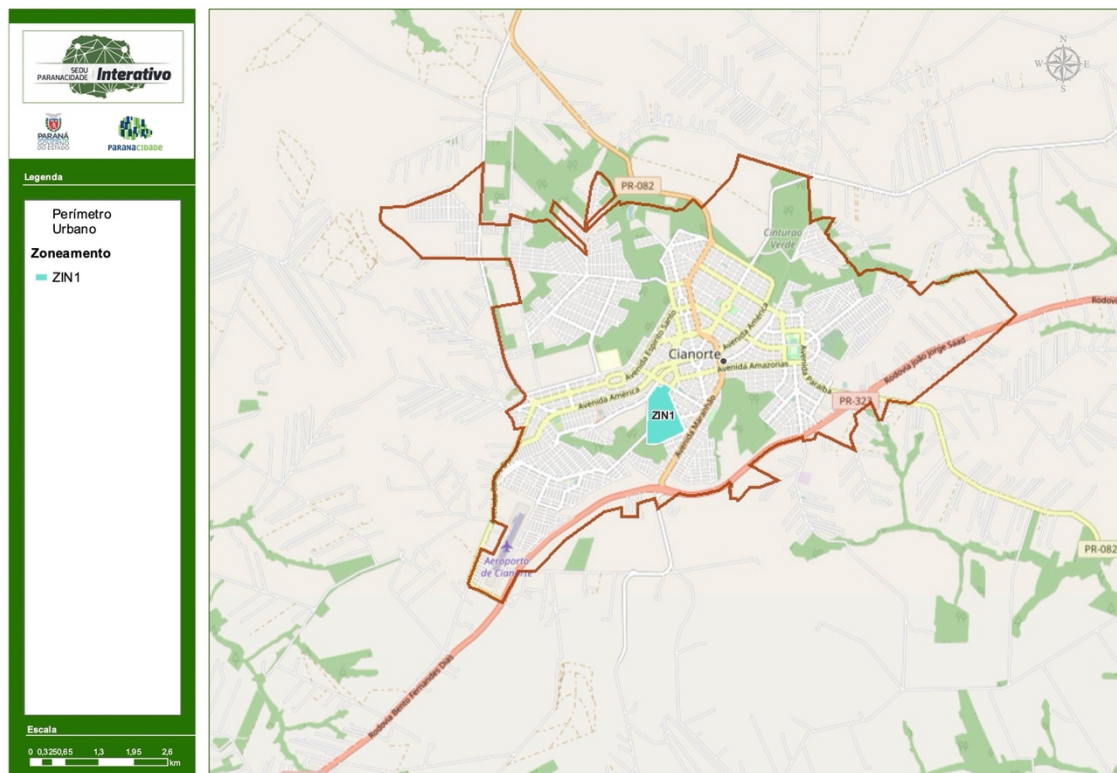 SEDU
PARANACIDADE
Interativo
PARANÁ
GOVERNO
DO ESTADO
PARANACIDADE
Legenda
Perímetro
Urbano
Zoneamento
ZIN1
Escala
0 0,3250,65 1,3 1,95 2,6
km
N
W E
S
PR-082
Cinturão
Verde
Rodovia
Avenida Espírito Santo
Avenida América
Cianorte
Avenida Amazonas
Avenida Paraíba
Rodovia João Jorge Saad
Avenida América
PR-323
ZIN1
Avenida Maranhão
Aeroporto
de Cianorte
PR-082
Rodovia Bento Fernandes Dias